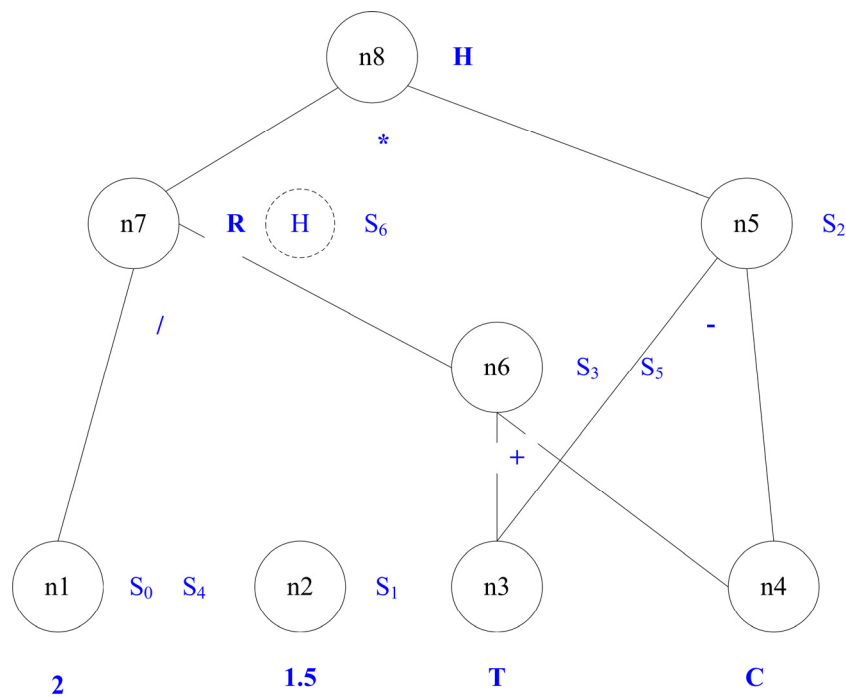 n8 H
*
n7 R H S₆ n5 S₂
/ -
n6 S₃ S₅
+
n1 S₀ S₄ n2 S₁ n3 n4
2 1.5 T C